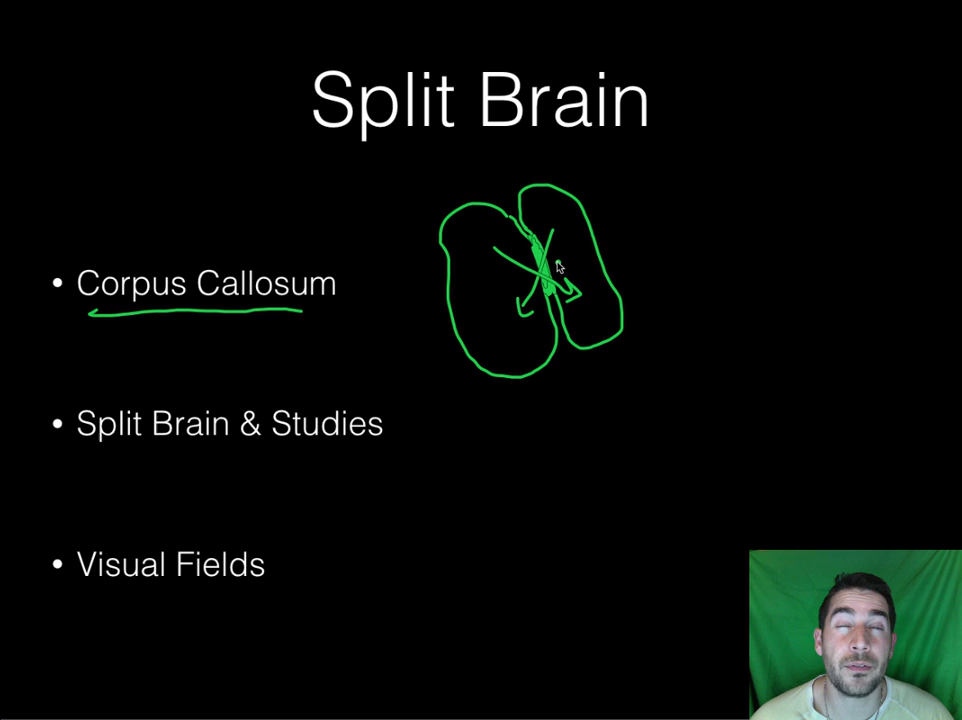 Split Brain
• Corpus Callosum
• Split Brain & Studies
• Visual Fields